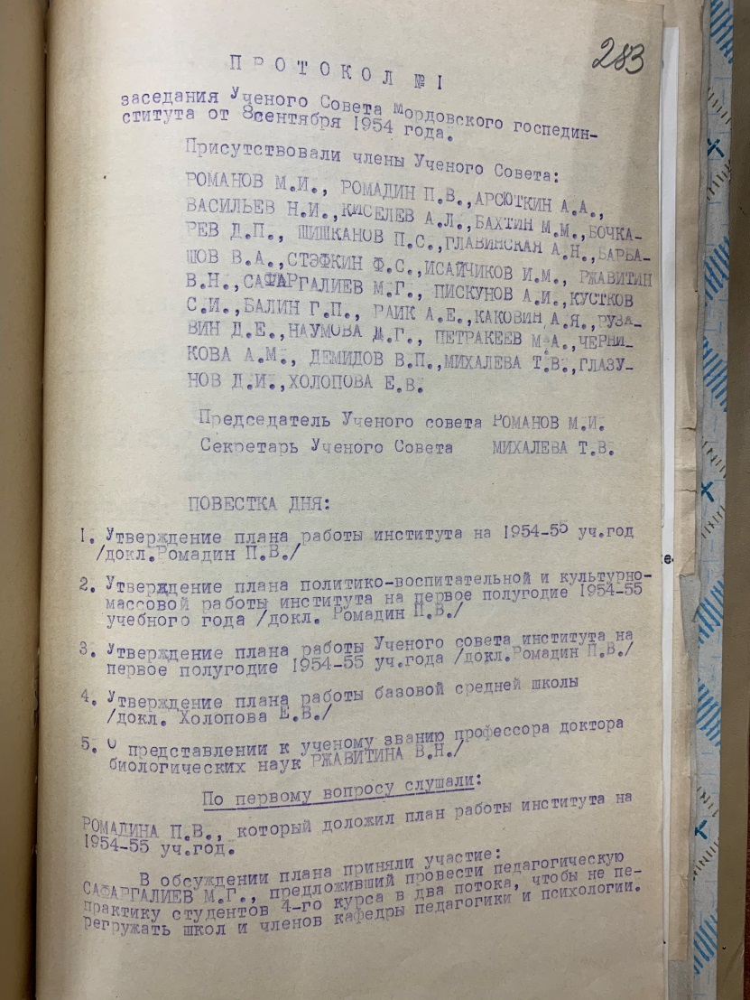 283
ПРОТОКОЛ №1
заседания Ученого Совета мордовского госпедин-
ститута от 8сентября 1954 года.
Присутствовали члены Ученого Совета:
РОМАНОВ М.И., РОМАДИН П.В.,АРСЮТКИН А.А.,
ВАСИЛЬЕВ Н.И.,КИСЕЛЕВ А.Л.,БАХТИН М.М.,БОЧКА-
РЕВ Д.П., ШИШКАНОВ П.С.,ГЛАВИНСКАЯ А.Н.,БАРБА-
ШОВ В.А.,СТЭФКИН Ф.С.,ИСАЙЧИКОВ И.М., РЖАВИТИН
В.Н.,САФАРГАЛИЕВ М.Г., ПИСКУНОВ А.И.,КУСТКОВ
С.И.,БАЛИН Г.П., РАИК А.Е.,КАКОВИН А.Я.,РУЗА-
ВИН Д.Е.,НАУМОВА Д.Г., ПЕТРАКЕЕВ М.А.,ЧЕРНИ-
КОВА А.М., ДЕМИДОВ В.П.,МИХАЛЕВА Т.В.,ГЛАЗУ-
НОВ Д.И.,ХОЛОПОВА Е.В.
Председатель Ученого совета РОМАНОВ М.И.
Секретарь Ученого Совета МИХАЛЕВА Т.В.
ПОВЕСТКА ДНЯ:
1. Утверждение плана работы института на 1954-55 уч.год
/докл.Ромадин П.В./
2. Утверждение плана политико-воспитательной и культурно-
массовой работы института на первое полугодие 1954-55
учебного года /докл. Ромадин П.В./
3. Утверждение плана работы Ученого совета института на
первое полугодие 1954-55 уч.года /докл.Ромадин П.В./
4. Утверждение плана работы базовой средней школы
/докл. Холопова Е.В./
5. О представлении к ученому званию профессора доктора
биологических наук РЖАВИТИНА В.Н./
По первому вопросу слушали:
РОМАДИНА П.В., который доложил план работы института на
1954-55 уч.год.
В обсуждении плана приняли участие:
САФАРГАЛИЕВ М.Г., предложивший провести педагогическую
практику студентов 4-го курса в два потока, чтобы не пе-
регружать школ и членов кафедры педагогики и психологии.